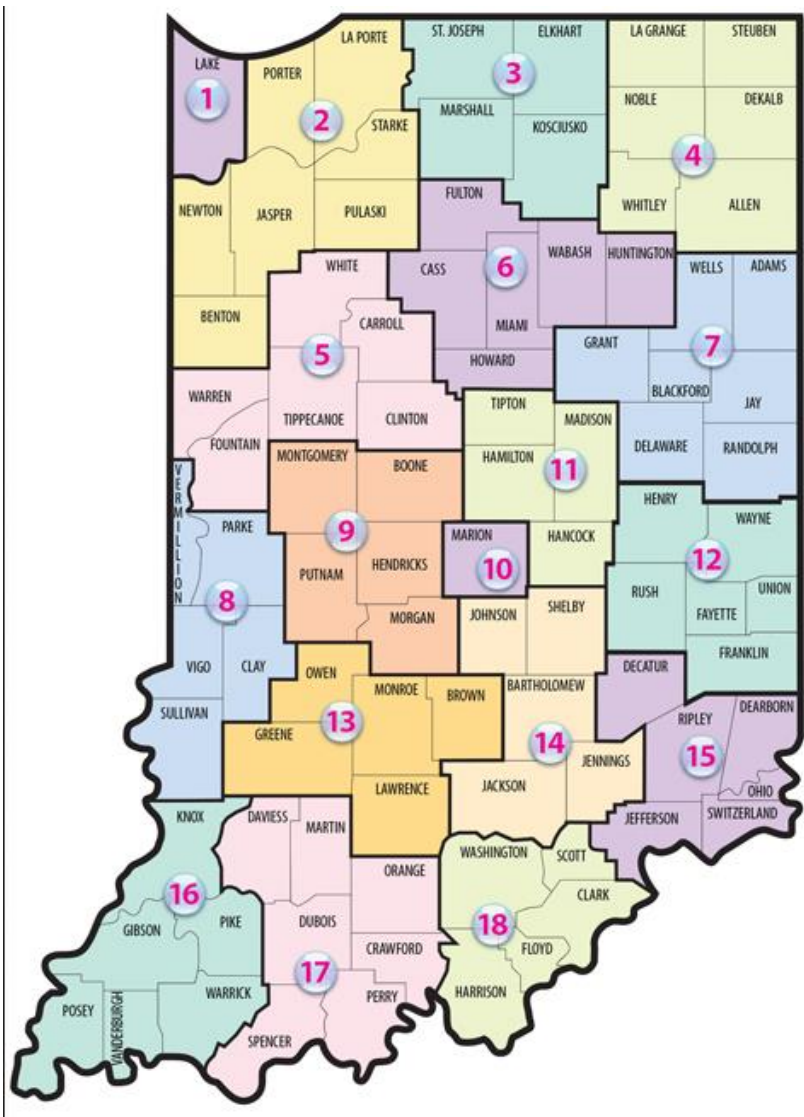 LA PORTE
ST. JOSEPH
ELKHART
LA GRANGE
STEUBEN
LAKE
PORTER
1
2
3
NOBLE
DEKALB
MARSHALL
STARKE
KOSCIUSKO
4
FULTON
WHITLEY
ALLEN
NEWTON
JASPER
PULASKI
WHITE
CASS
6
WABASH
HUNTINGTON
WELLS
ADAMS
BENTON
CARROLL
MIAMI
GRANT
7
5
HOWARD
WARREN
BLACKFORD
JAY
TIPPECANOE
CLINTON
TIPTON
MADISON
FOUNTAIN
MONTGOMERY
BOONE
HAMILTON
11
DELAWARE
RANDOLPH
VERMILLION
PARKE
9
MARION
HANCOCK
HENRY
WAYNE
PUTNAM
HENDRICKS
10
12
8
RUSH
UNION
MORGAN
JOHNSON
SHELBY
FAYETTE
VIGO
CLAY
OWEN
FRANKLIN
MONROE
BROWN
BARTHOLOMEW
DECATUR
SULLIVAN
13
GREENE
14
RIPLEY
DEARBORN
15
JENNINGS
LAWRENCE
JACKSON
OHIO
KNOX
DAVIESS
MARTIN
JEFFERSON
SWITZERLAND
WASHINGTON
SCOTT
ORANGE
16
CLARK
GIBSON
PIKE
DUBOIS
18
CRAWFORD
FLOYD
17
POSEY
VANDERBURGH
WARRICK
PERRY
HARRISON
SPENCER